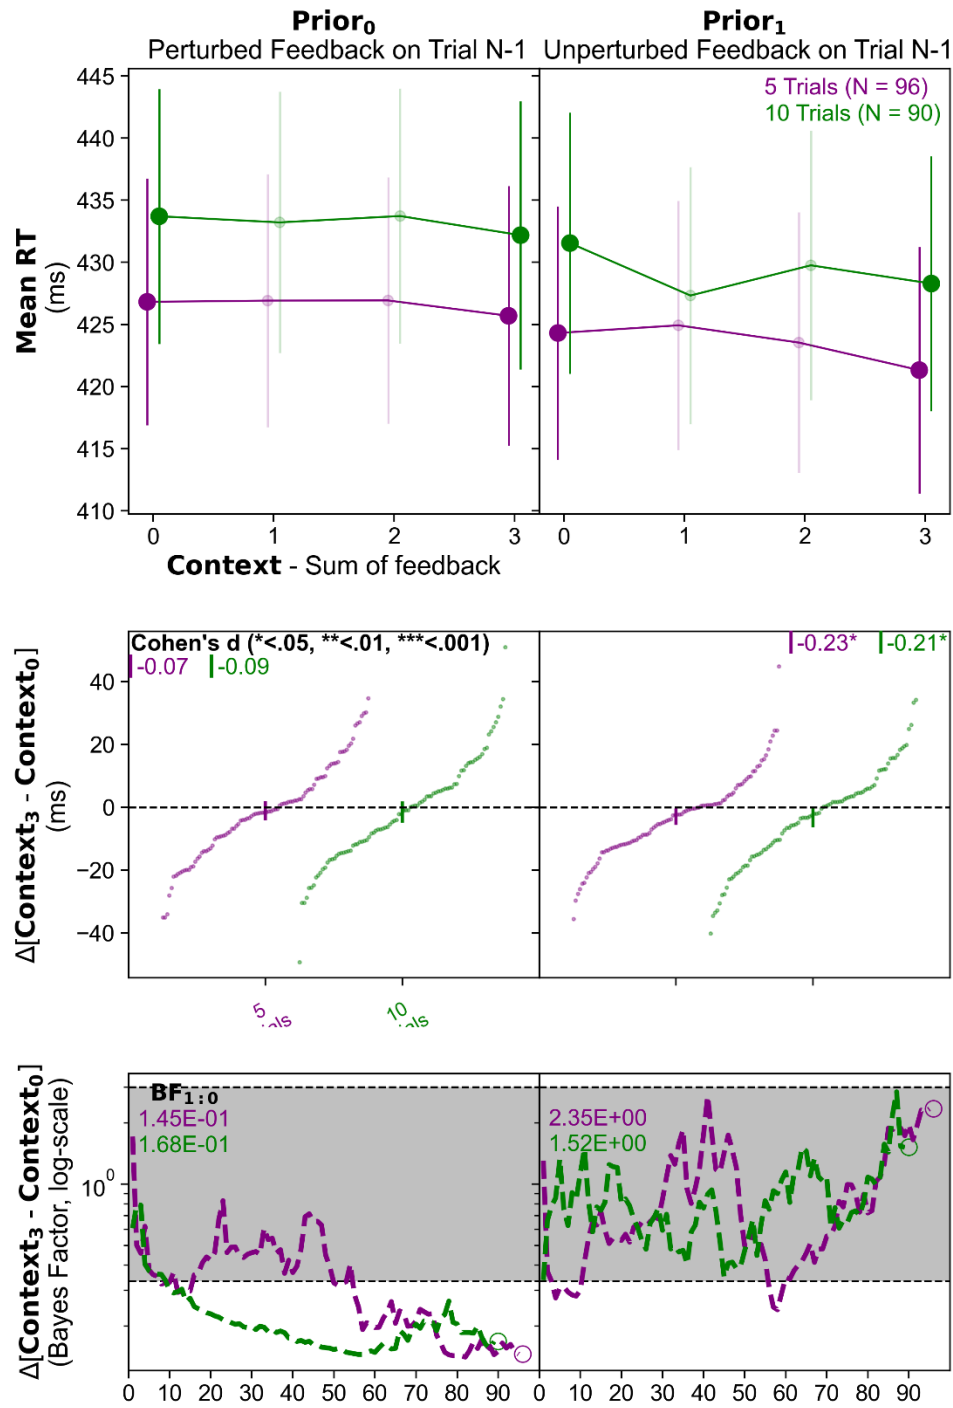 Prior0 Prior1
Perturbed Feedback on Trial N-1 Unperturbed Feedback on Trial N-1
5 Trials (N = 96)
10 Trials (N = 90)
445
440
435
430
425
420
415
410
Mean RT
(ms)
0 1 2 3 0 1 2 3
Context - Sum of feedback
Cohen's d (*<.05, **<.01, ***<.001)
-0.07 -0.09 -0.23* -0.21*
40
20
0
−20
−40
Δ[Context3 - Context0]
(ms)
5
10
BF1:0
1.45E-01 2.35E+00
1.68E-01 1.52E+00
10^0
Δ[Context3 - Context0]
(Bayes Factor, log-scale)
0 10 20 30 40 50 60 70 80 90 0 10 20 30 40 50 60 70 80 90